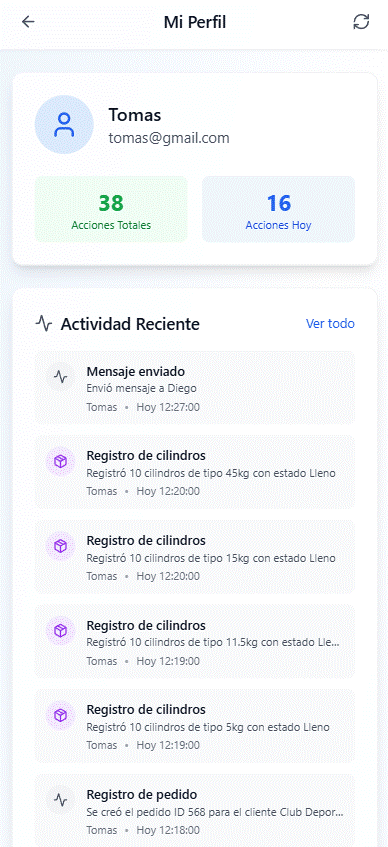 Mi Perfil
Tomas
tomas@gmail.com
38
Acciones Totales
16
Acciones Hoy
Actividad Reciente
Ver todo
Mensaje enviado
Envió mensaje a Diego
Tomas • Hoy 12:27:00
Registro de cilindros
Registró 10 cilindros de tipo 45kg con estado Lleno
Tomas • Hoy 12:20:00
Registro de cilindros
Registró 10 cilindros de tipo 15kg con estado Lleno
Tomas • Hoy 12:20:00
Registro de cilindros
Registró 10 cilindros de tipo 11.5kg con estado Lle...
Tomas • Hoy 12:19:00
Registro de cilindros
Registró 10 cilindros de tipo 5kg con estado Lleno
Tomas • Hoy 12:19:00
Registro de pedido
Se creó el pedido ID 568 para el cliente Club Depor...
Tomas • Hoy 12:18:00